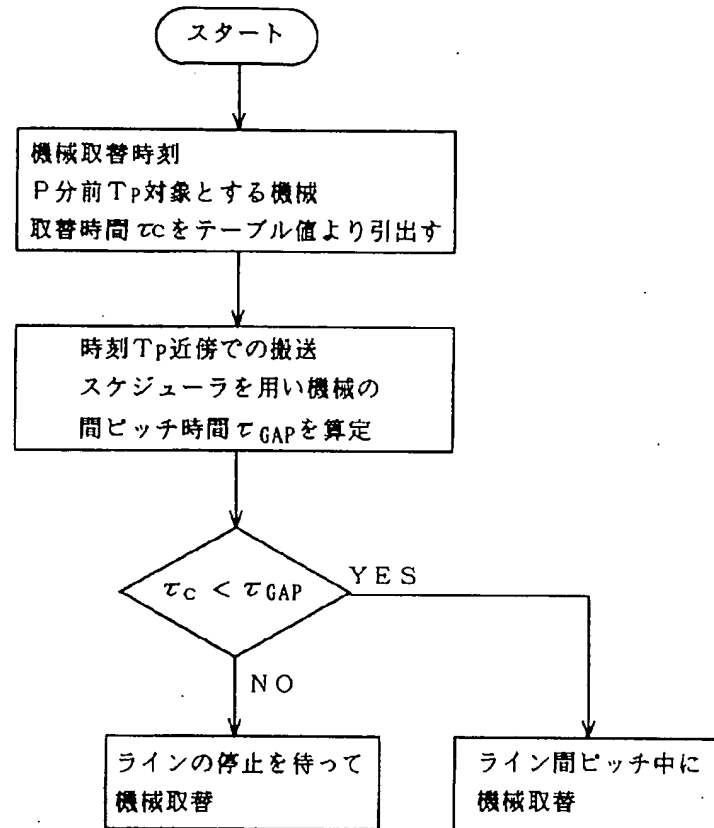 スタート
機械取替時刻
P分前TP対象とする機械
取替時間τCをテーブル値より引出す
時刻TP近傍での搬送
スケジューラを用い機械の
間ピッチ時間τGAPを算定
τC < τGAP
YES
NO
ラインの停止を待って
機械取替
ライン間ピッチ中に
機械取替